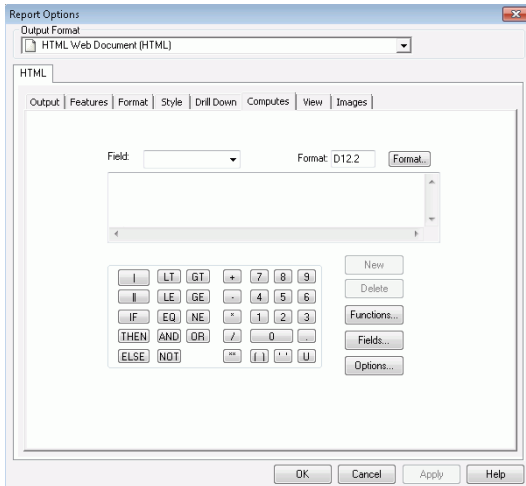 Report Options
Output Format
HTML Web Document (HTML)
HTML
Output Features Format Style Drill Down Computes View Images
Field: Format: D12.2 Format..
| LT GT + 7 8 9
|| LE GE - 4 5 6
IF EQ NE * 1 2 3
THEN AND OR / 0 .
ELSE NOT ** ( ) ' ' U
New
Delete
Functions...
Fields...
Options...
OK Cancel Apply Help